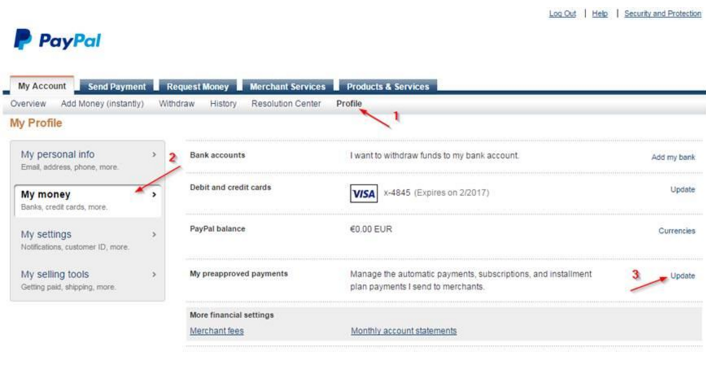 Log Out | Help | Security and Protection
PayPal
My Account Send Payment Request Money Merchant Services Products & Services
Overview Add Money (instantly) Withdraw History Resolution Center Profile
1
My Profile
My personal info
Email, address, phone, more.
2
My money
Banks, credit cards, more.
My settings
Notifications, customer ID, more.
My selling tools
Getting paid, shipping, more.
Bank accounts I want to withdraw funds to my bank account. Add my bank
Debit and credit cards VISA x-4845 (Expires on 2/2017) Update
PayPal balance €0.00 EUR Currencies
My preapproved payments Manage the automatic payments, subscriptions, and installment
plan payments I send to merchants.
3 Update
More financial settings
Merchant fees Monthly account statements